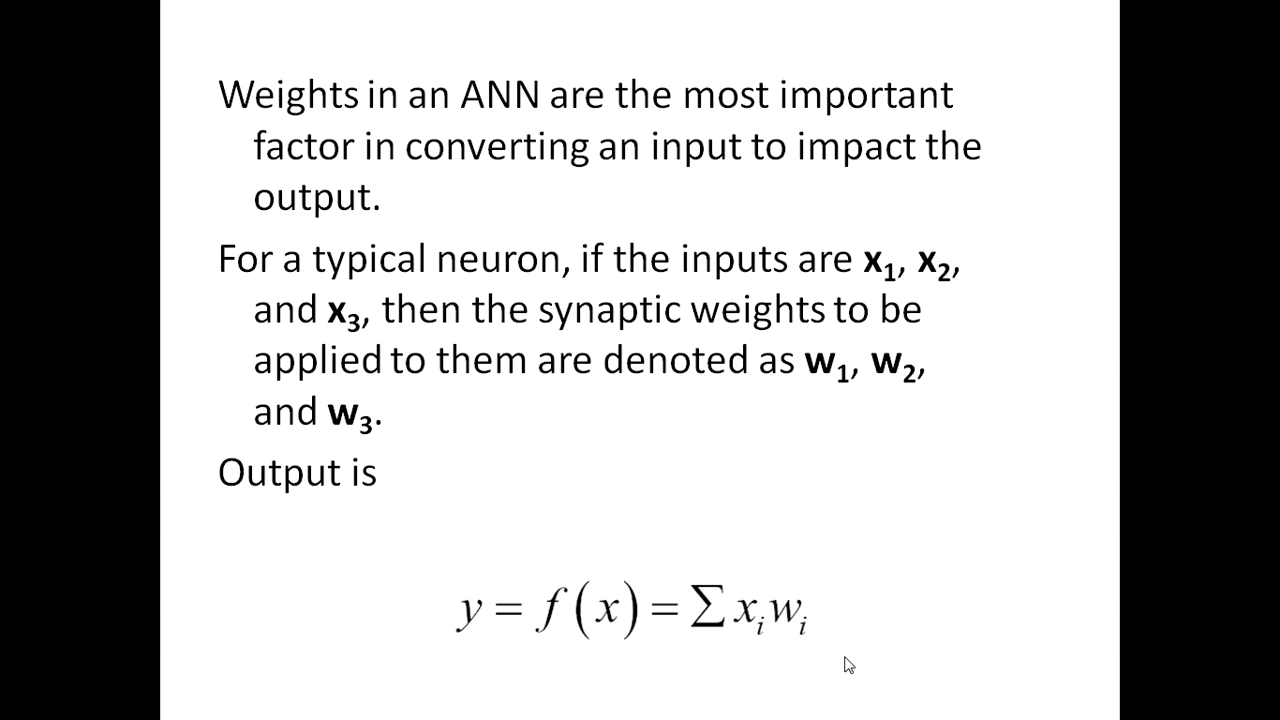 Weights in an ANN are the most important
factor in converting an input to impact the
output.
For a typical neuron, if the inputs are x₁, x₂,
and x₃, then the synaptic weights to be
applied to them are denoted as w₁, w₂,
and w₃.
Output is
y = f(x) = ∑ xᵢwᵢ